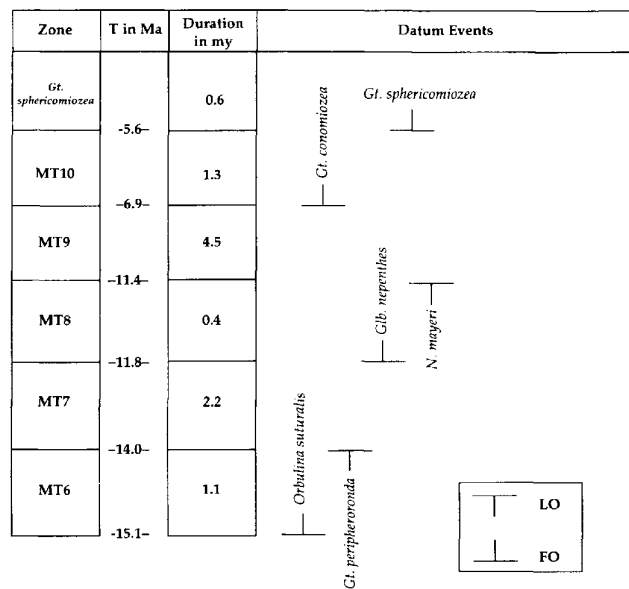 Zone
T in Ma
Duration
in my
Datum Events
Gt.
sphericomiozea
0.6
Gt. sphericomiozea
-5.6-
Gt. conomiozea
MT10
1.3
-6.9-
MT9
4.5
-11.4-
MT8
0.4
Glb. nepenthes
N. mayeri
-11.8-
MT7
2.2
-14.0-
Orbulina suturalis
MT6
1.1
Gt. peripheroronda
-15.1-
LO
FO